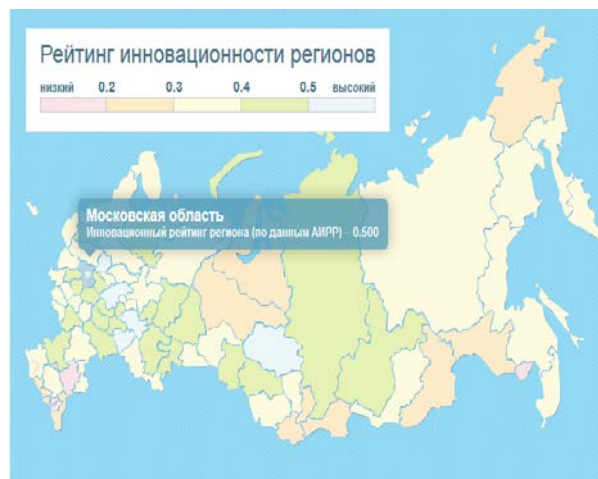 Рейтинг инновационности регионов
низкий 0.2 0.3 0.4 0.5 высокий
Московская область
Инновационный рейтинг региона (по данным АИРР) – 0.500